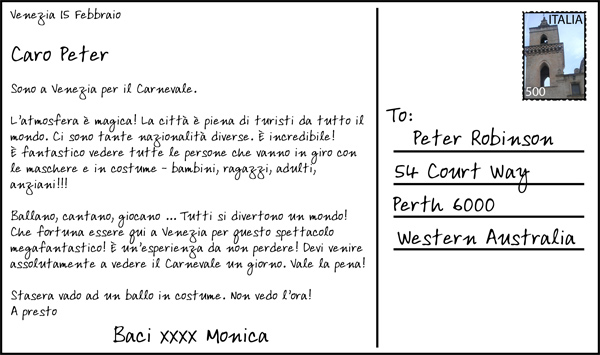 Venezia 15 Febbraio
Caro Peter
Sono a Venezia per il Carnevale.
L'atmosfera è magica! La città è piena di turisti da tutto il
mondo. Ci sono tante nazionalità diverse. È incredibile!
È fantastico vedere tutte le persone che vanno in giro con
le maschere e in costume - bambini, ragazzi, adulti,
anziani!!!
Ballano, cantano, giocano ... Tutti si divertono un mondo!
Che fortuna essere qui a Venezia per questo spettacolo
megafantastico! È un'esperienza da non perdere! Devi venire
assolutamente a vedere il Carnevale un giorno. Vale la pena!
Stasera vado ad un ballo in costume. Non vedo l'ora!
A presto
Baci xxxx Monica
ITALIA
500
To:
Peter Robinson
54 Court Way
Perth 6000
Western Australia